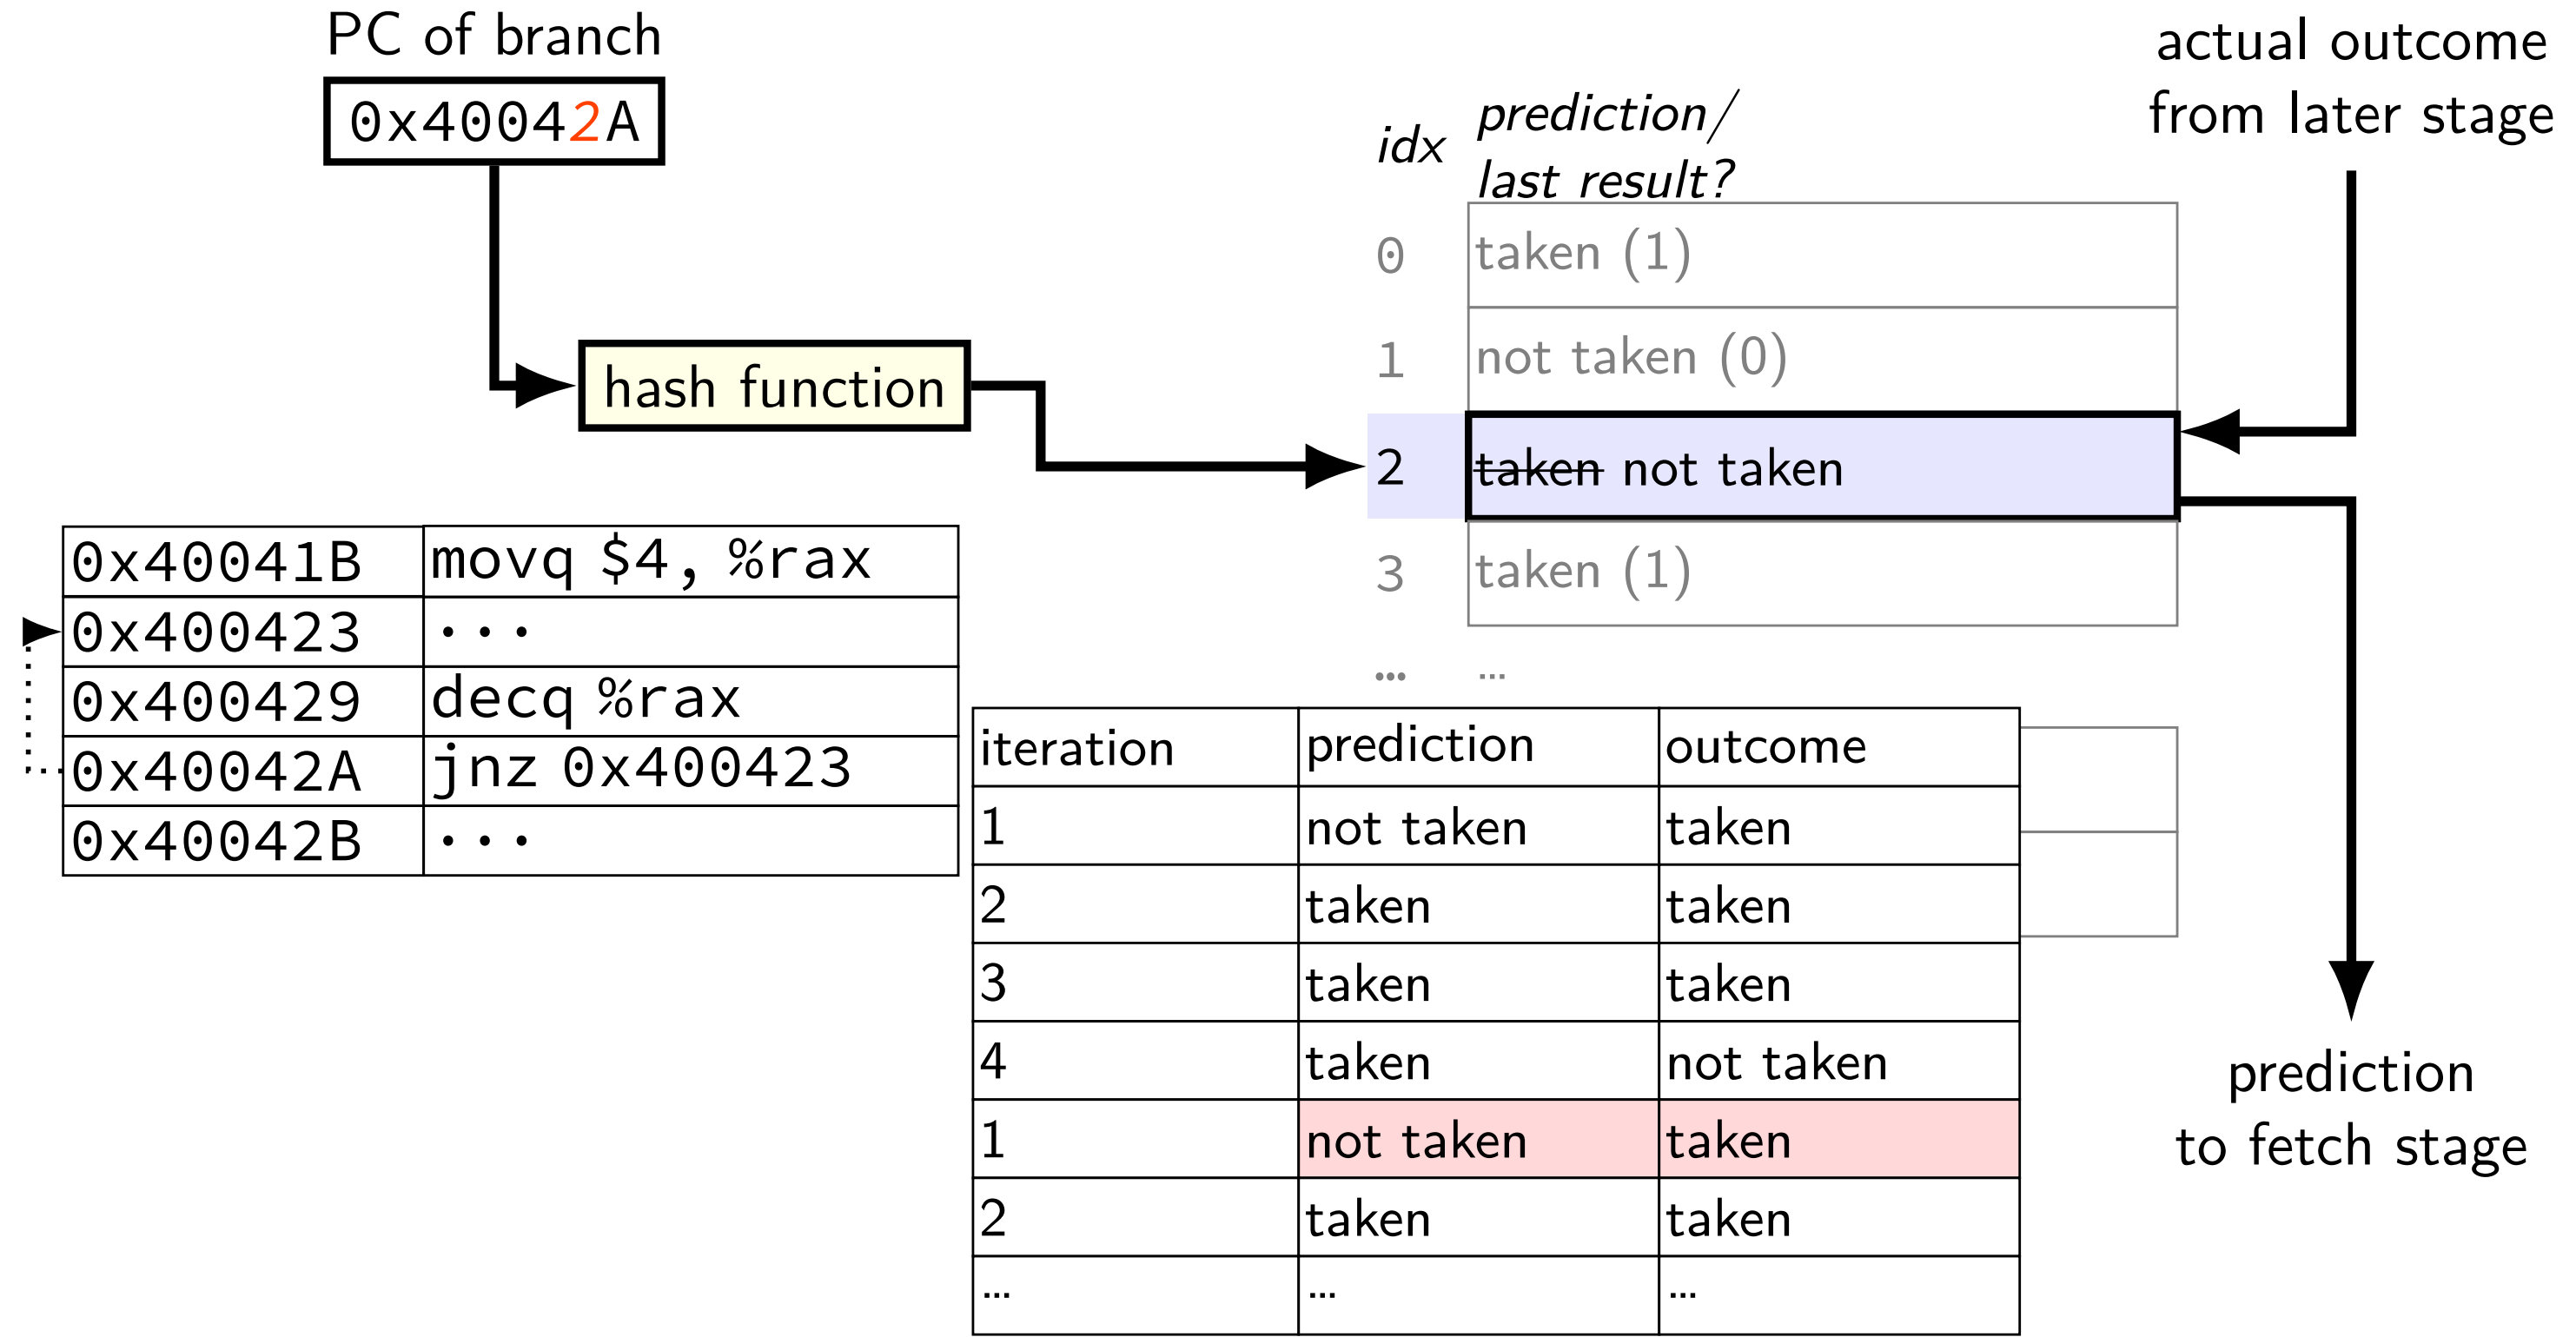 PC of branch
0x40042A
hash function
actual outcome
from later stage
idx prediction/
last result?
0 taken (1)
1 not taken (0)
2 taken not taken
3 taken (1)
… …
0x40041B movq $4, %rax
0x400423 ...
0x400429 decq %rax
0x40042A jnz 0x400423
0x40042B ...
iteration prediction outcome
1 not taken taken
2 taken taken
3 taken taken
4 taken not taken
1 not taken taken
2 taken taken
… … …
prediction
to fetch stage